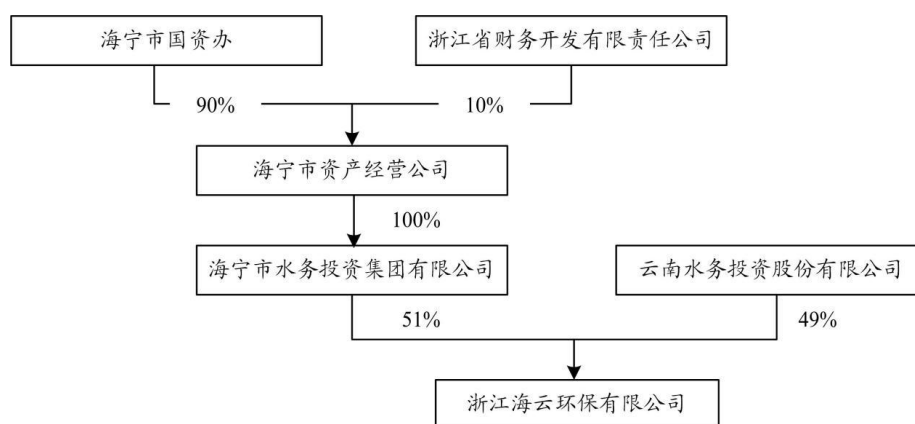 海宁市国资办
浙江省财务开发有限责任公司
90%
10%
海宁市资产经营公司
100%
海宁市水务投资集团有限公司
云南水务投资股份有限公司
51%
49%
浙江海云环保有限公司